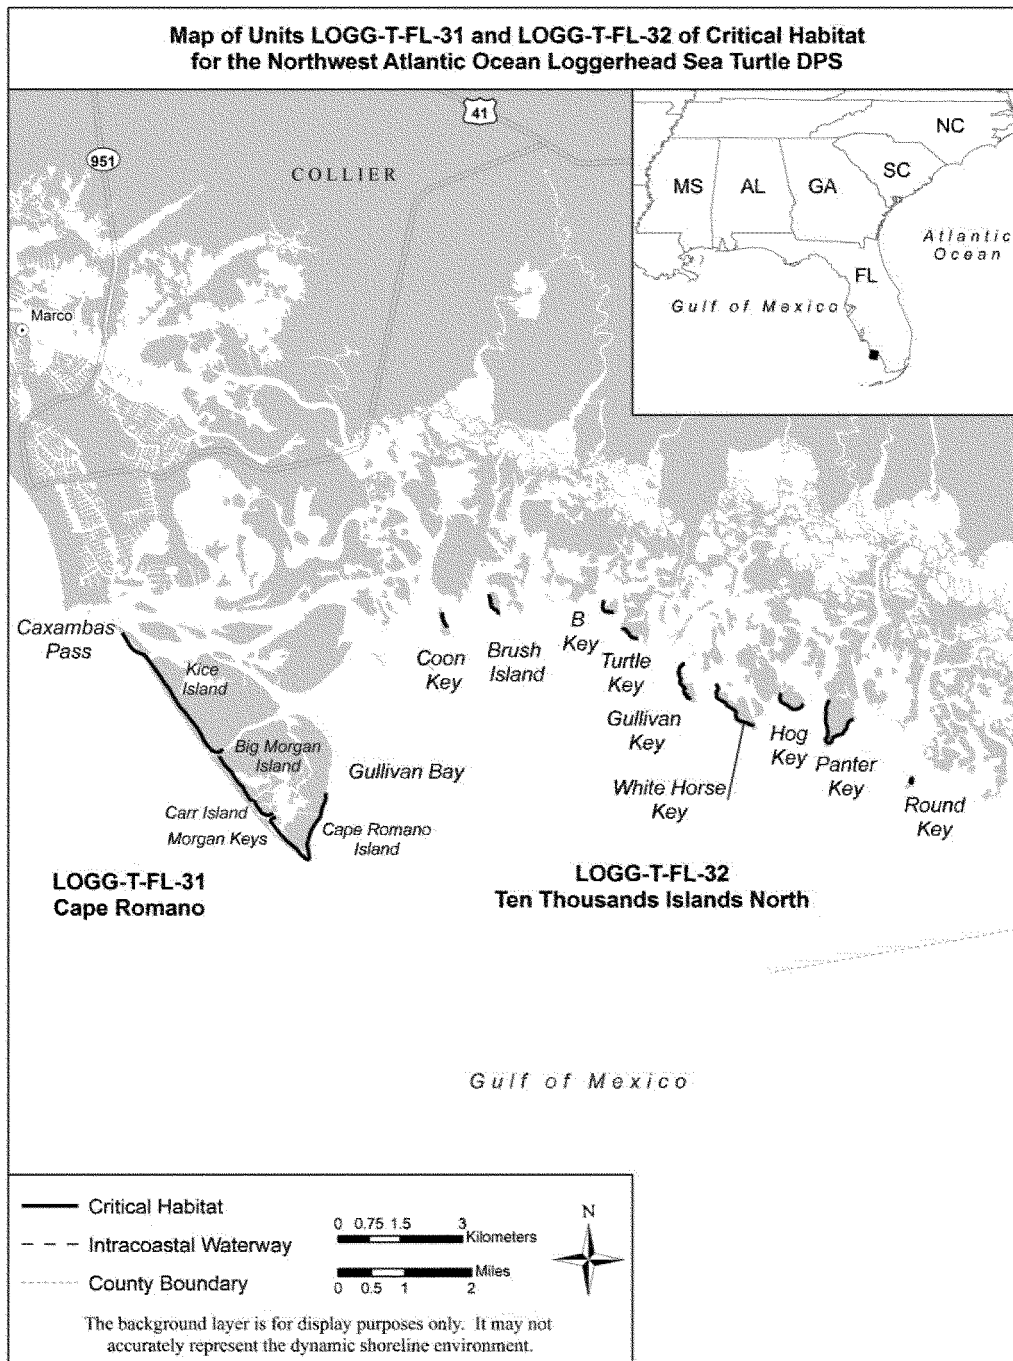 Map of Units LOGG-T-FL-31 and LOGG-T-FL-32 of Critical Habitat
for the Northwest Atlantic Ocean Loggerhead Sea Turtle DPS
41
951
COLLIER
Marco
NC
SC
MS
AL
GA
FL
Atlantic
Ocean
Gulf of Mexico
Caxambas
Pass
Kice
Island
Big Morgan
Island
Carr Island
Morgan Keys
Cape Romano
Island
Gullivan Bay
Coon
Key
Brush
Island
B
Key
Turtle
Key
Gullivan
Key
White Horse
Key
Hog
Key
Panter
Key
Round
Key
LOGG-T-FL-31
Cape Romano
LOGG-T-FL-32
Ten Thousands Islands North
Gulf of Mexico
Critical Habitat
Intracoastal Waterway
County Boundary
0 0.75 1.5 3
Kilometers
Miles
0 0.5 1 2
N
The background layer is for display purposes only. It may not
accurately represent the dynamic shoreline environment.